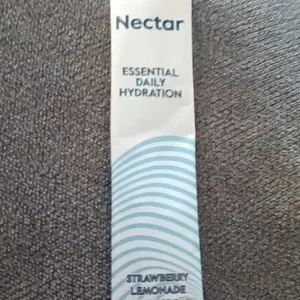 Nectar
ESSENTIAL
DAILY
HYDRATION
STRAWBERRY
LEMONADE